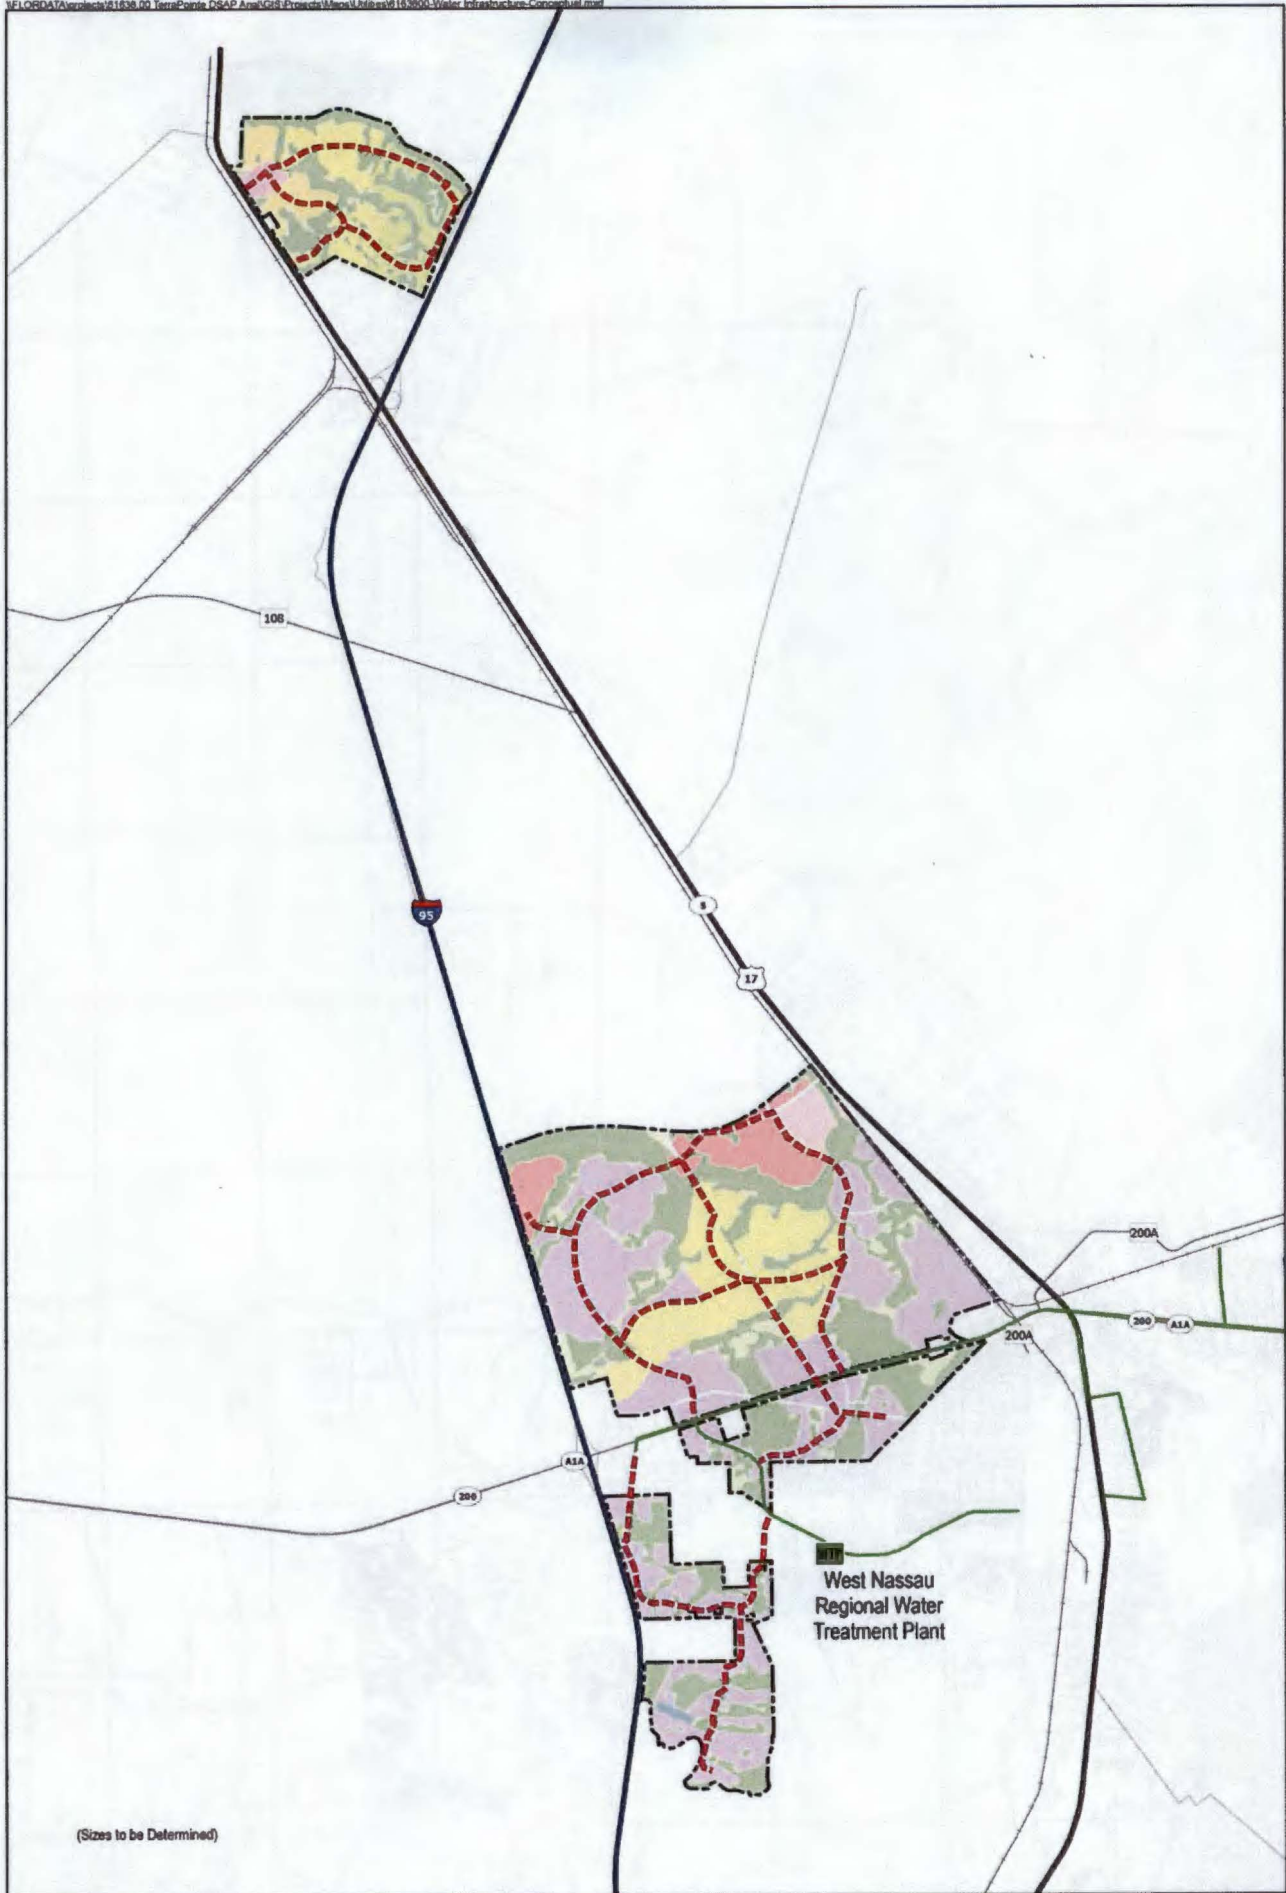 (Sizes to be Determined)
108
95
17
200A
200
A1A
200A
A1A
200
West Nassau
Regional Water
Treatment Plant